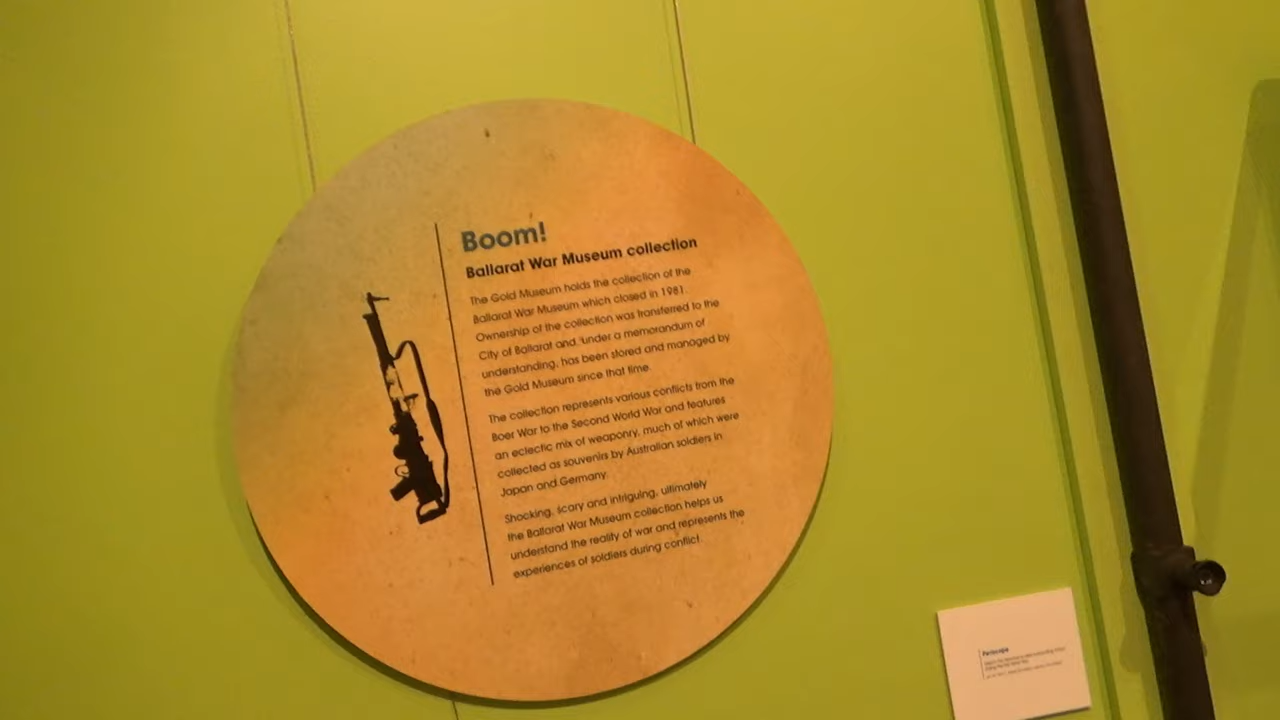 Boom!
Ballarat War Museum collection
The Gold Museum holds the collection of the
Ballarat War Museum which closed in 1981.
Ownership of the collection was transferred to the
City of Ballarat and, under a memorandum of
understanding, has been stored and managed by
the Gold Museum since that time.
The collection represents various conflicts from the
Boer War to the Second World War and features
an eclectic mix of weaponry, much of which were
collected as souvenirs by Australian soldiers in
Japan and Germany.
Shocking, scary and intriguing, ultimately
the Ballarat War Museum collection helps us
understand the reality of war and represents the
experiences of soldiers during conflict.
Periscope